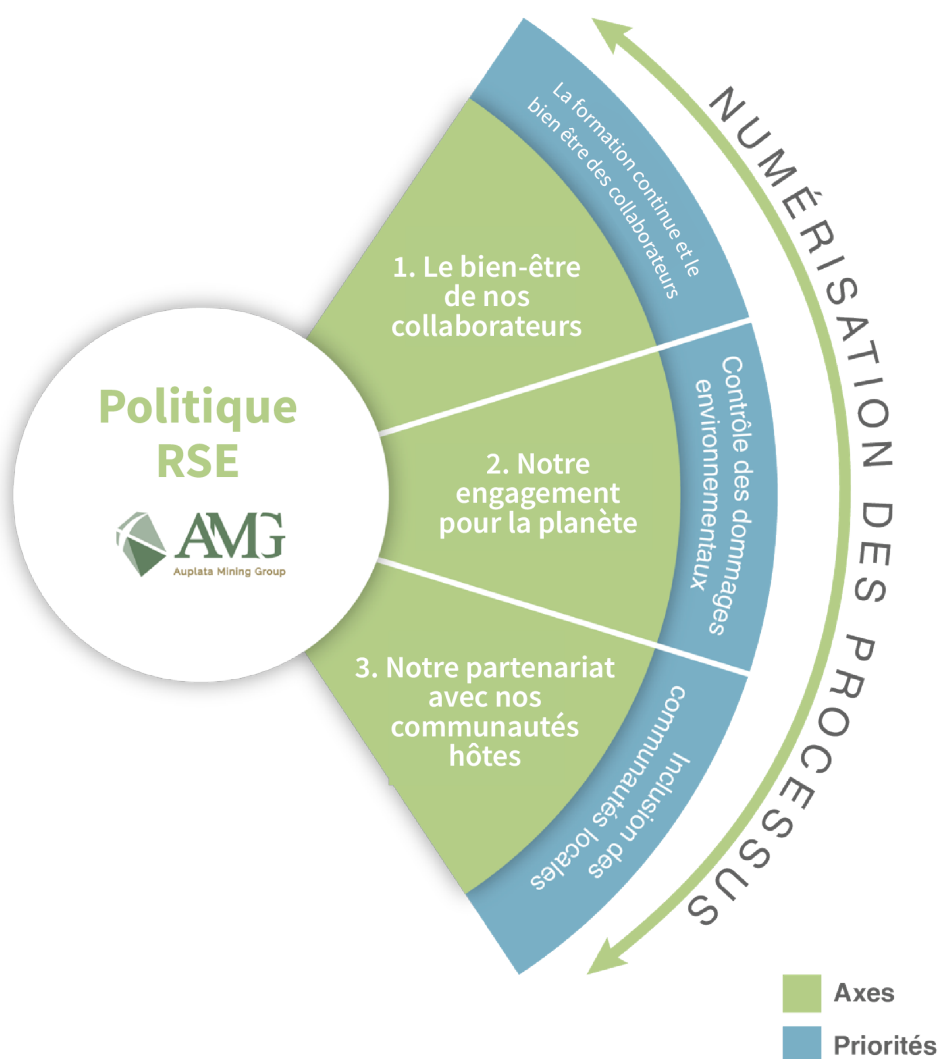 Politique
RSE
AMG
Auplata Mining Group
1. Le bien-être
de nos
collaborateurs
La formation continue et le
bien être des collaborateurs
2. Notre
engagement
pour la planète
Contrôle des dommages
environnementaux
3. Notre partenariat
avec nos
communautés
hôtes
Inclusion des
communautés locales
NUMÉRISATION DES PROCESSUS
Axes
Priorités